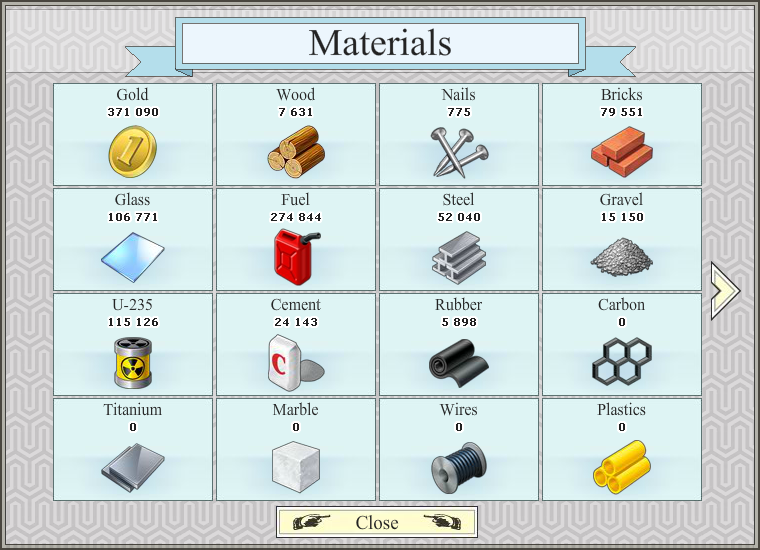 Materials
Gold Wood Nails Bricks
371 090 7 631 775 79 551
1
Glass Fuel Steel Gravel
106 771 274 844 52 040 15 150
U-235 Cement Rubber Carbon
115 126 24 143 5 898 0
C
Titanium Marble Wires Plastics
0 0 0 0
Close